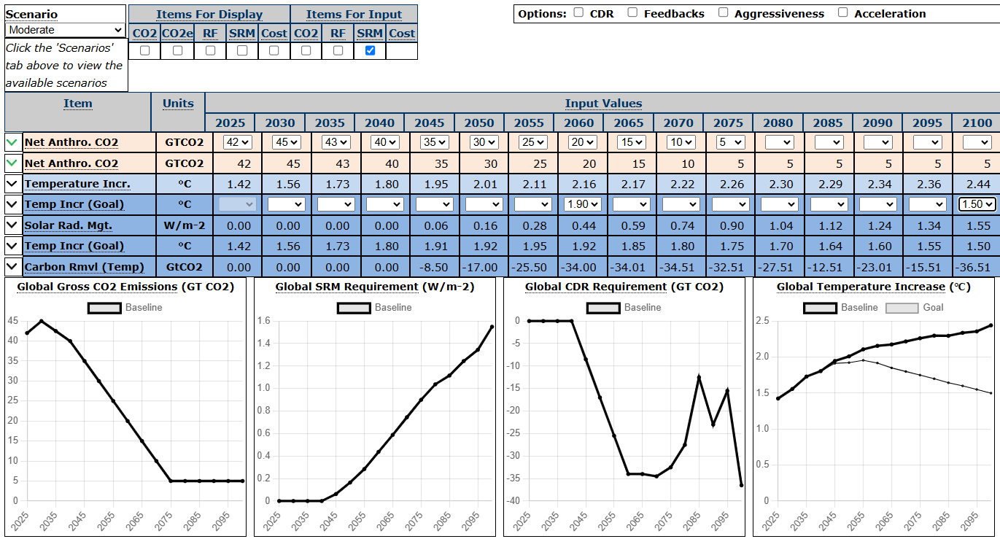 Scenario
Moderate
Click the 'Scenarios'
tab above to view the
available scenarios
Items For Display Items For Input
CO2 CO2e RF SRM Cost CO2 RF SRM Cost
Options: CDR Feedbacks Aggressiveness Acceleration
Item Units Input Values
2025 2030 2035 2040 2045 2050 2055 2060 2065 2070 2075 2080 2085 2090 2095 2100
Net Anthro. CO2 GTCO2 42 45 43 40 35 30 25 20 15 10 5
Net Anthro. CO2 GTCO2 42 45 43 40 35 30 25 20 15 10 5 5 5 5 5 5
Temperature Incr. °C 1.42 1.56 1.73 1.80 1.95 2.01 2.11 2.16 2.17 2.22 2.26 2.30 2.29 2.34 2.36 2.44
Temp Incr (Goal) °C 1.90 1.50
Solar Rad. Mgt. W/m-2 0.00 0.00 0.00 0.00 0.06 0.16 0.28 0.44 0.59 0.74 0.90 1.04 1.12 1.24 1.34 1.55
Temp Incr (Goal) °C 1.42 1.56 1.73 1.80 1.91 1.92 1.95 1.92 1.85 1.80 1.75 1.70 1.64 1.60 1.55 1.50
Carbon Rmvl (Temp) GtCO2 0.00 0.00 0.00 0.00 -8.50 -17.00 -25.50 -34.00 -34.01 -34.51 -32.51 -27.51 -12.51 -23.01 -15.51 -36.51
Global Gross CO2 Emissions (GT CO2)
Baseline
45
40
35
30
25
20
15
10
5
0
2025 2035 2045 2055 2065 2075 2085 2095
Global SRM Requirement (W/m-2)
Baseline
1.6
1.4
1.2
1.0
0.8
0.6
0.4
0.2
0
2025 2035 2045 2055 2065 2075 2085 2095
Global CDR Requirement (GT CO2)
Baseline
0
-5
-10
-15
-20
-25
-30
-35
-40
2025 2035 2045 2055 2065 2075 2085 2095
Global Temperature Increase (°C)
Baseline Goal
2.5
2.0
1.5
1.0
0.5
0
2025 2035 2045 2055 2065 2075 2085 2095